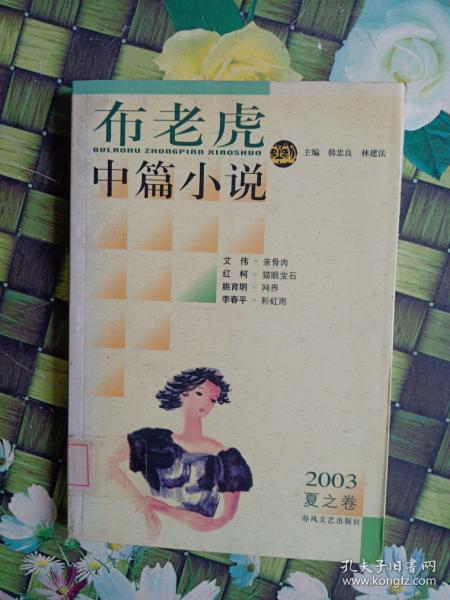 布老虎
BULAOHU ZHONGPIAN XIAOSHUO
主编 韩忠良 林建法
中篇小说
艾伟＝亲骨肉
红柯＝猫眼宝石
姚育明＝网界
李春平＝彩虹雨
2003
夏之卷
春风文艺出版社
孔夫子旧书网
www.kongfz.com